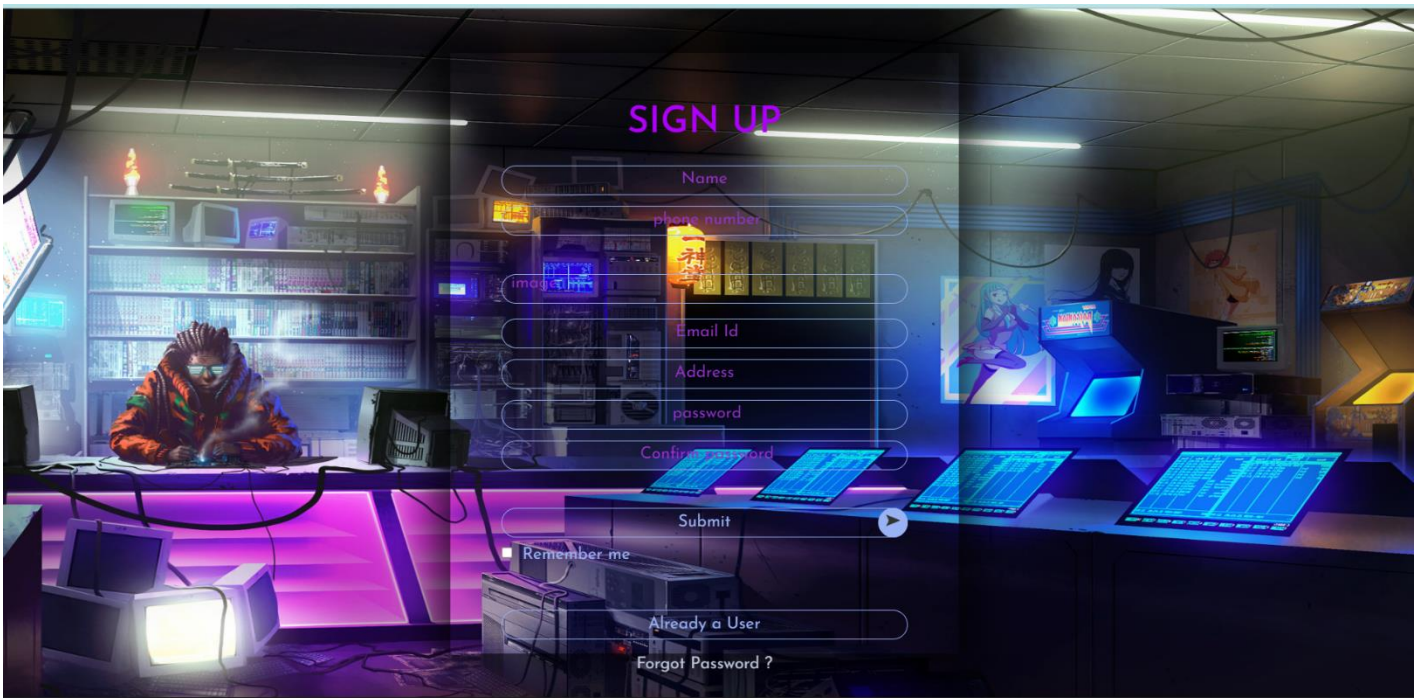 SIGN UP
Name
phone number
image
Email Id
Address
password
Confirm password
Submit
Remember me
Already a User
Forgot Password ?